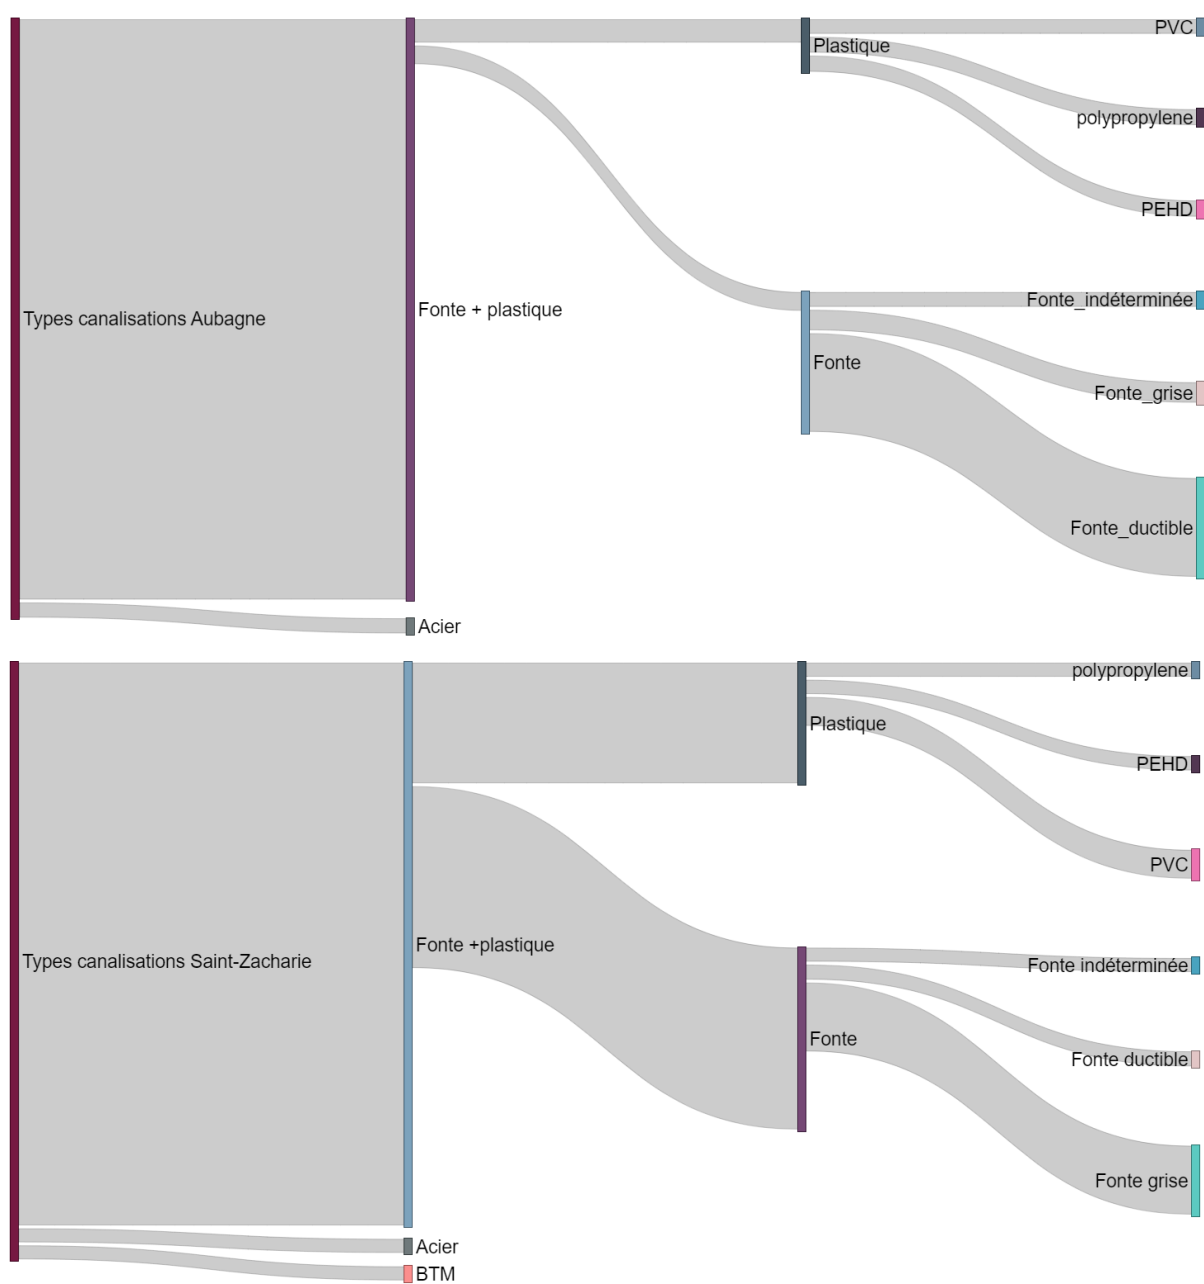 PVC
Plastique
polypropylene
PEHD
Fonte_indéterminée
Fonte + plastique
Types canalisations Aubagne
Fonte
Fonte_grise
Fonte_ductible
Acier
polypropylene
Plastique
PEHD
PVC
Fonte +plastique
Types canalisations Saint-Zacharie
Fonte indéterminée
Fonte
Fonte ductible
Fonte grise
Acier
BTM